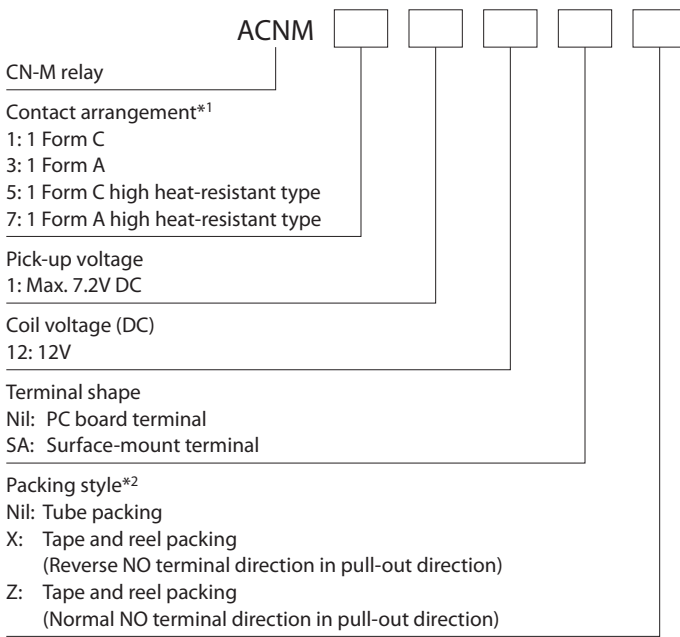 ACNM
CN-M relay
Contact arrangement*1
1: 1 Form C
3: 1 Form A
5: 1 Form C high heat-resistant type
7: 1 Form A high heat-resistant type
Pick-up voltage
1: Max. 7.2V DC
Coil voltage (DC)
12: 12V
Terminal shape
Nil: PC board terminal
SA: Surface-mount terminal
Packing style*2
Nil: Tube packing
X: Tape and reel packing
(Reverse NO terminal direction in pull-out direction)
Z: Tape and reel packing
(Normal NO terminal direction in pull-out direction)